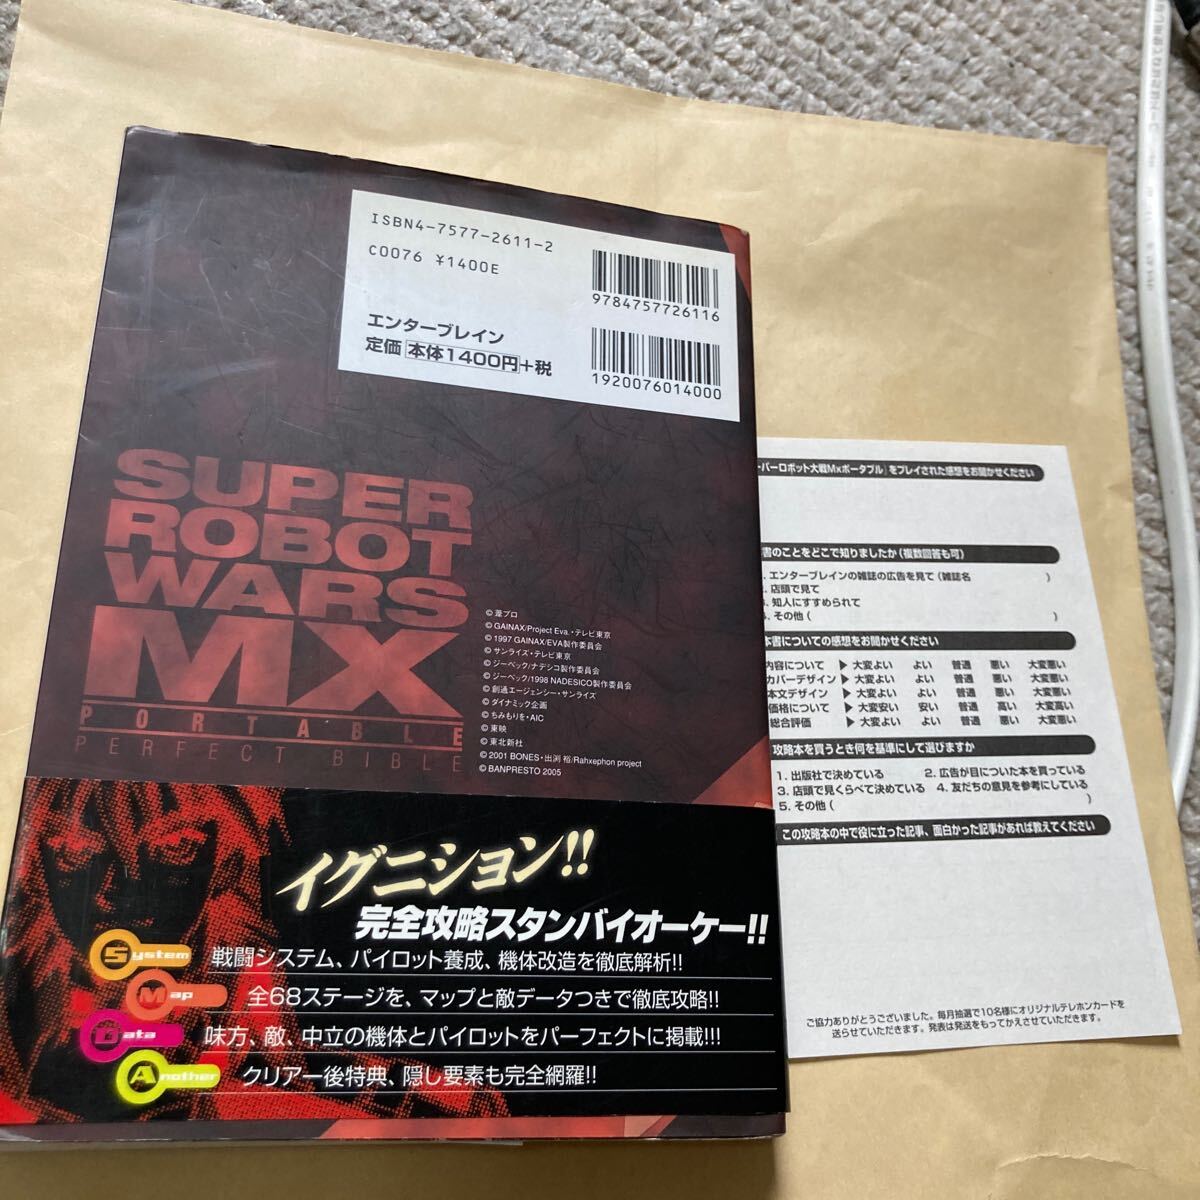 ISBN4-7577-2611-2
C0076 ¥1400E
エンターブレイン
定価 本体1400円+税
9784757726116
1920076014000
SUPER
ROBOT
WARS
MX
PORTABLE
PERFECT BIBLE
© 葦プロ
© GAINAX/Project Eva.・テレビ東京
© 1997 GAINAX/EVA製作委員会
© サンライズ・テレビ東京
© ジーベック/ナデシコ製作委員会
© ジーベック/1998 NADESICO製作委員会
© 創通エージェンシー・サンライズ
© ダイナミック企画
© ちみもりを・AIC
© 東映
© 東北新社
© 2001 BONES・出渕 裕/Rahxephon project
© BANPRESTO 2005
イグニション!!
完全攻略スタンバイオーケー!!
System 戦闘システム、パイロット養成、機体改造を徹底解析!!
Map 全68ステージを、マップと敵データつきで徹底攻略!!
Data 味方、敵、中立の機体とパイロットをパーフェクトに掲載!!!
Another クリアー後特典、隠し要素も完全網羅!!
ーパーロボット大戦MXポータブル」をプレイされた感想をお聞かせください
書のことをどこで知りましたか(複数回答も可)
1. エンターブレインの雑誌の広告を見て(雑誌名 )
2. 店頭で見て
3. 知人にすすめられて
4. その他( )
本書についての感想をお聞かせください
内容について ▶ 大変よい よい 普通 悪い 大変悪い
カバーデザイン ▶ 大変よい よい 普通 悪い 大変悪い
本文デザイン ▶ 大変よい よい 普通 悪い 大変悪い
価格について ▶ 大変安い 安い 普通 高い 大変高い
総合評価 ▶ 大変よい よい 普通 悪い 大変悪い
攻略本を買うとき何を基準にして選びますか
1. 出版社で決めている 2. 広告が目についた本を買っている
3. 店頭で見くらべて決めている 4. 友だちの意見を参考にしている
5. その他( )
この攻略本の中で役に立った記事、面白かった記事があれば教えてください
ご協力ありがとうございました。毎月抽選で10名様にオリジナルテレホンカードを
送らせていただきます。発表は発送をもってかえさせていただきます。